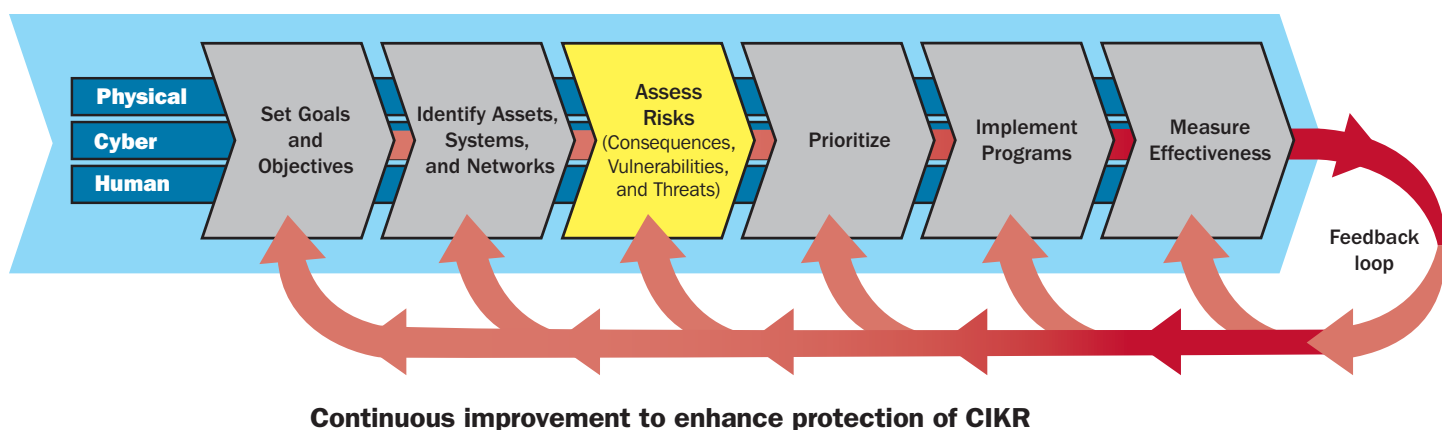 Physical
Cyber
Human
Set Goals
and
Objectives
Identify Assets,
Systems,
and Networks
Assess
Risks
(Consequences,
Vulnerabilities,
and Threats)
Prioritize
Implement
Programs
Measure
Effectiveness
Feedback
loop
Continuous improvement to enhance protection of CIKR